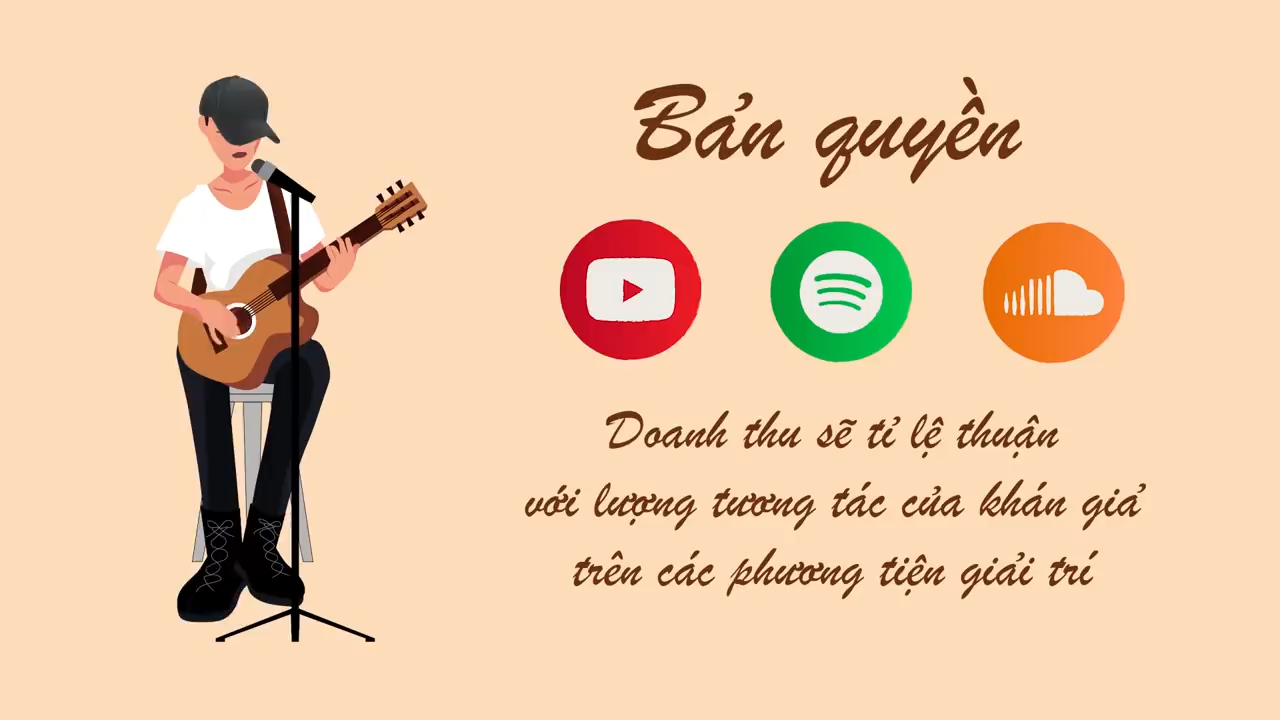 Bản quyền
Doanh thu sẽ tỉ lệ thuận
với lượng tương tác của khán giả
trên các phương tiện giải trí